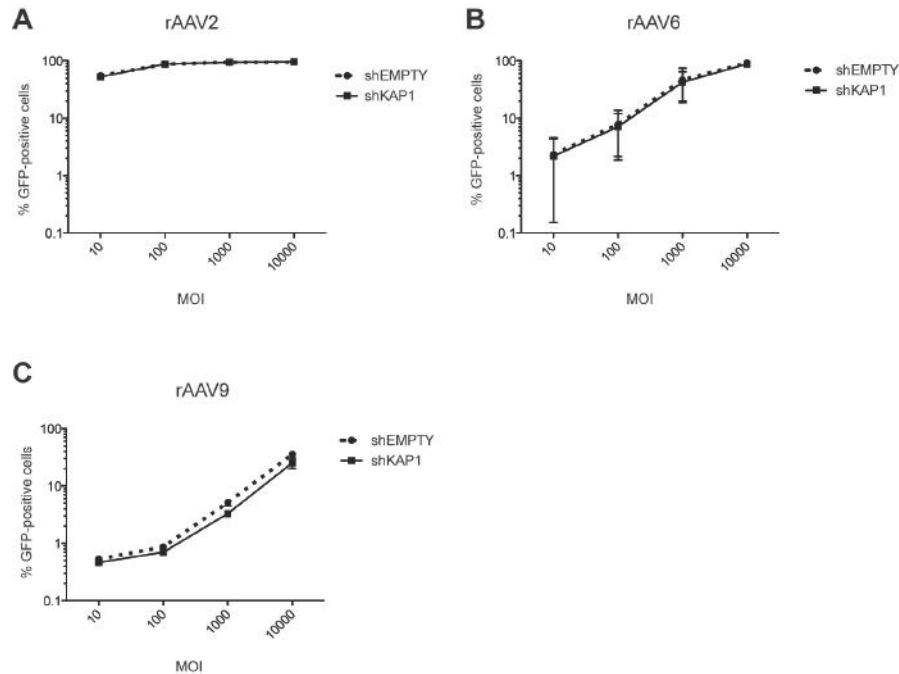 A
rAAV2
% GFP-positive cells
100
10
1
0.1
10
100
1000
10000
MOI
shEMPTY
shKAP1
B
rAAV6
% GFP-positive cells
100
10
1
0.1
10
100
1000
10000
MOI
shEMPTY
shKAP1
C
rAAV9
% GFP-positive cells
100
10
1
0.1
10
100
1000
10000
MOI
shEMPTY
shKAP1